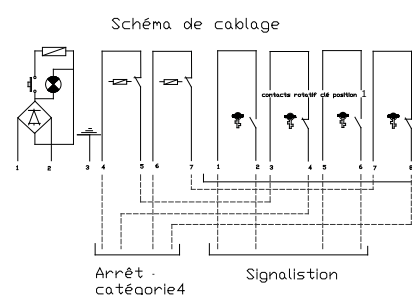 Schéma de cablage
contacts rotatif clé position 1
1 2 3 4 5 6 7 1 2 3 4 5 6 7 8
Arrêt - Signalistion
catégorie4